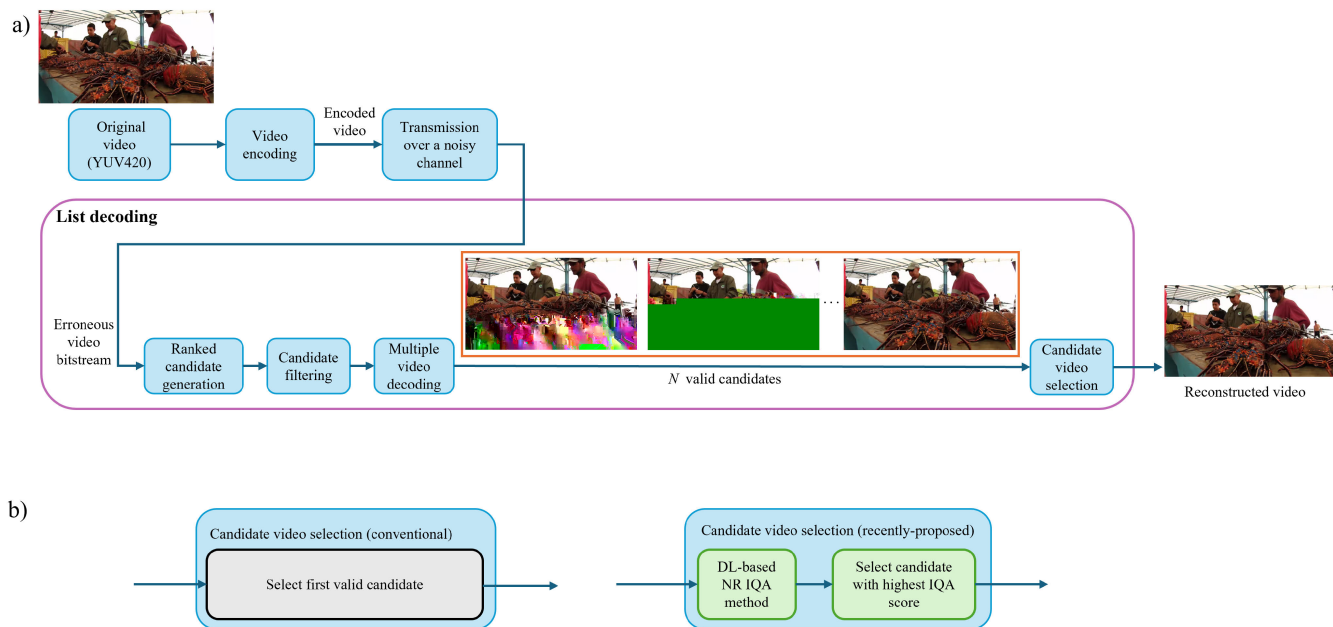 a)
Original
video
(YUV420)
Video
encoding
Encoded
video
Transmission
over a noisy
channel
List decoding
Erroneous
video
bitstream
Ranked
candidate
generation
Candidate
filtering
Multiple
video
decoding
...
N valid candidates
Candidate
video
selection
Reconstructed video
b)
Candidate video selection (conventional)
Select first valid candidate
Candidate video selection (recently-proposed)
DL-based
NR IQA
method
Select candidate
with highest IQA
score